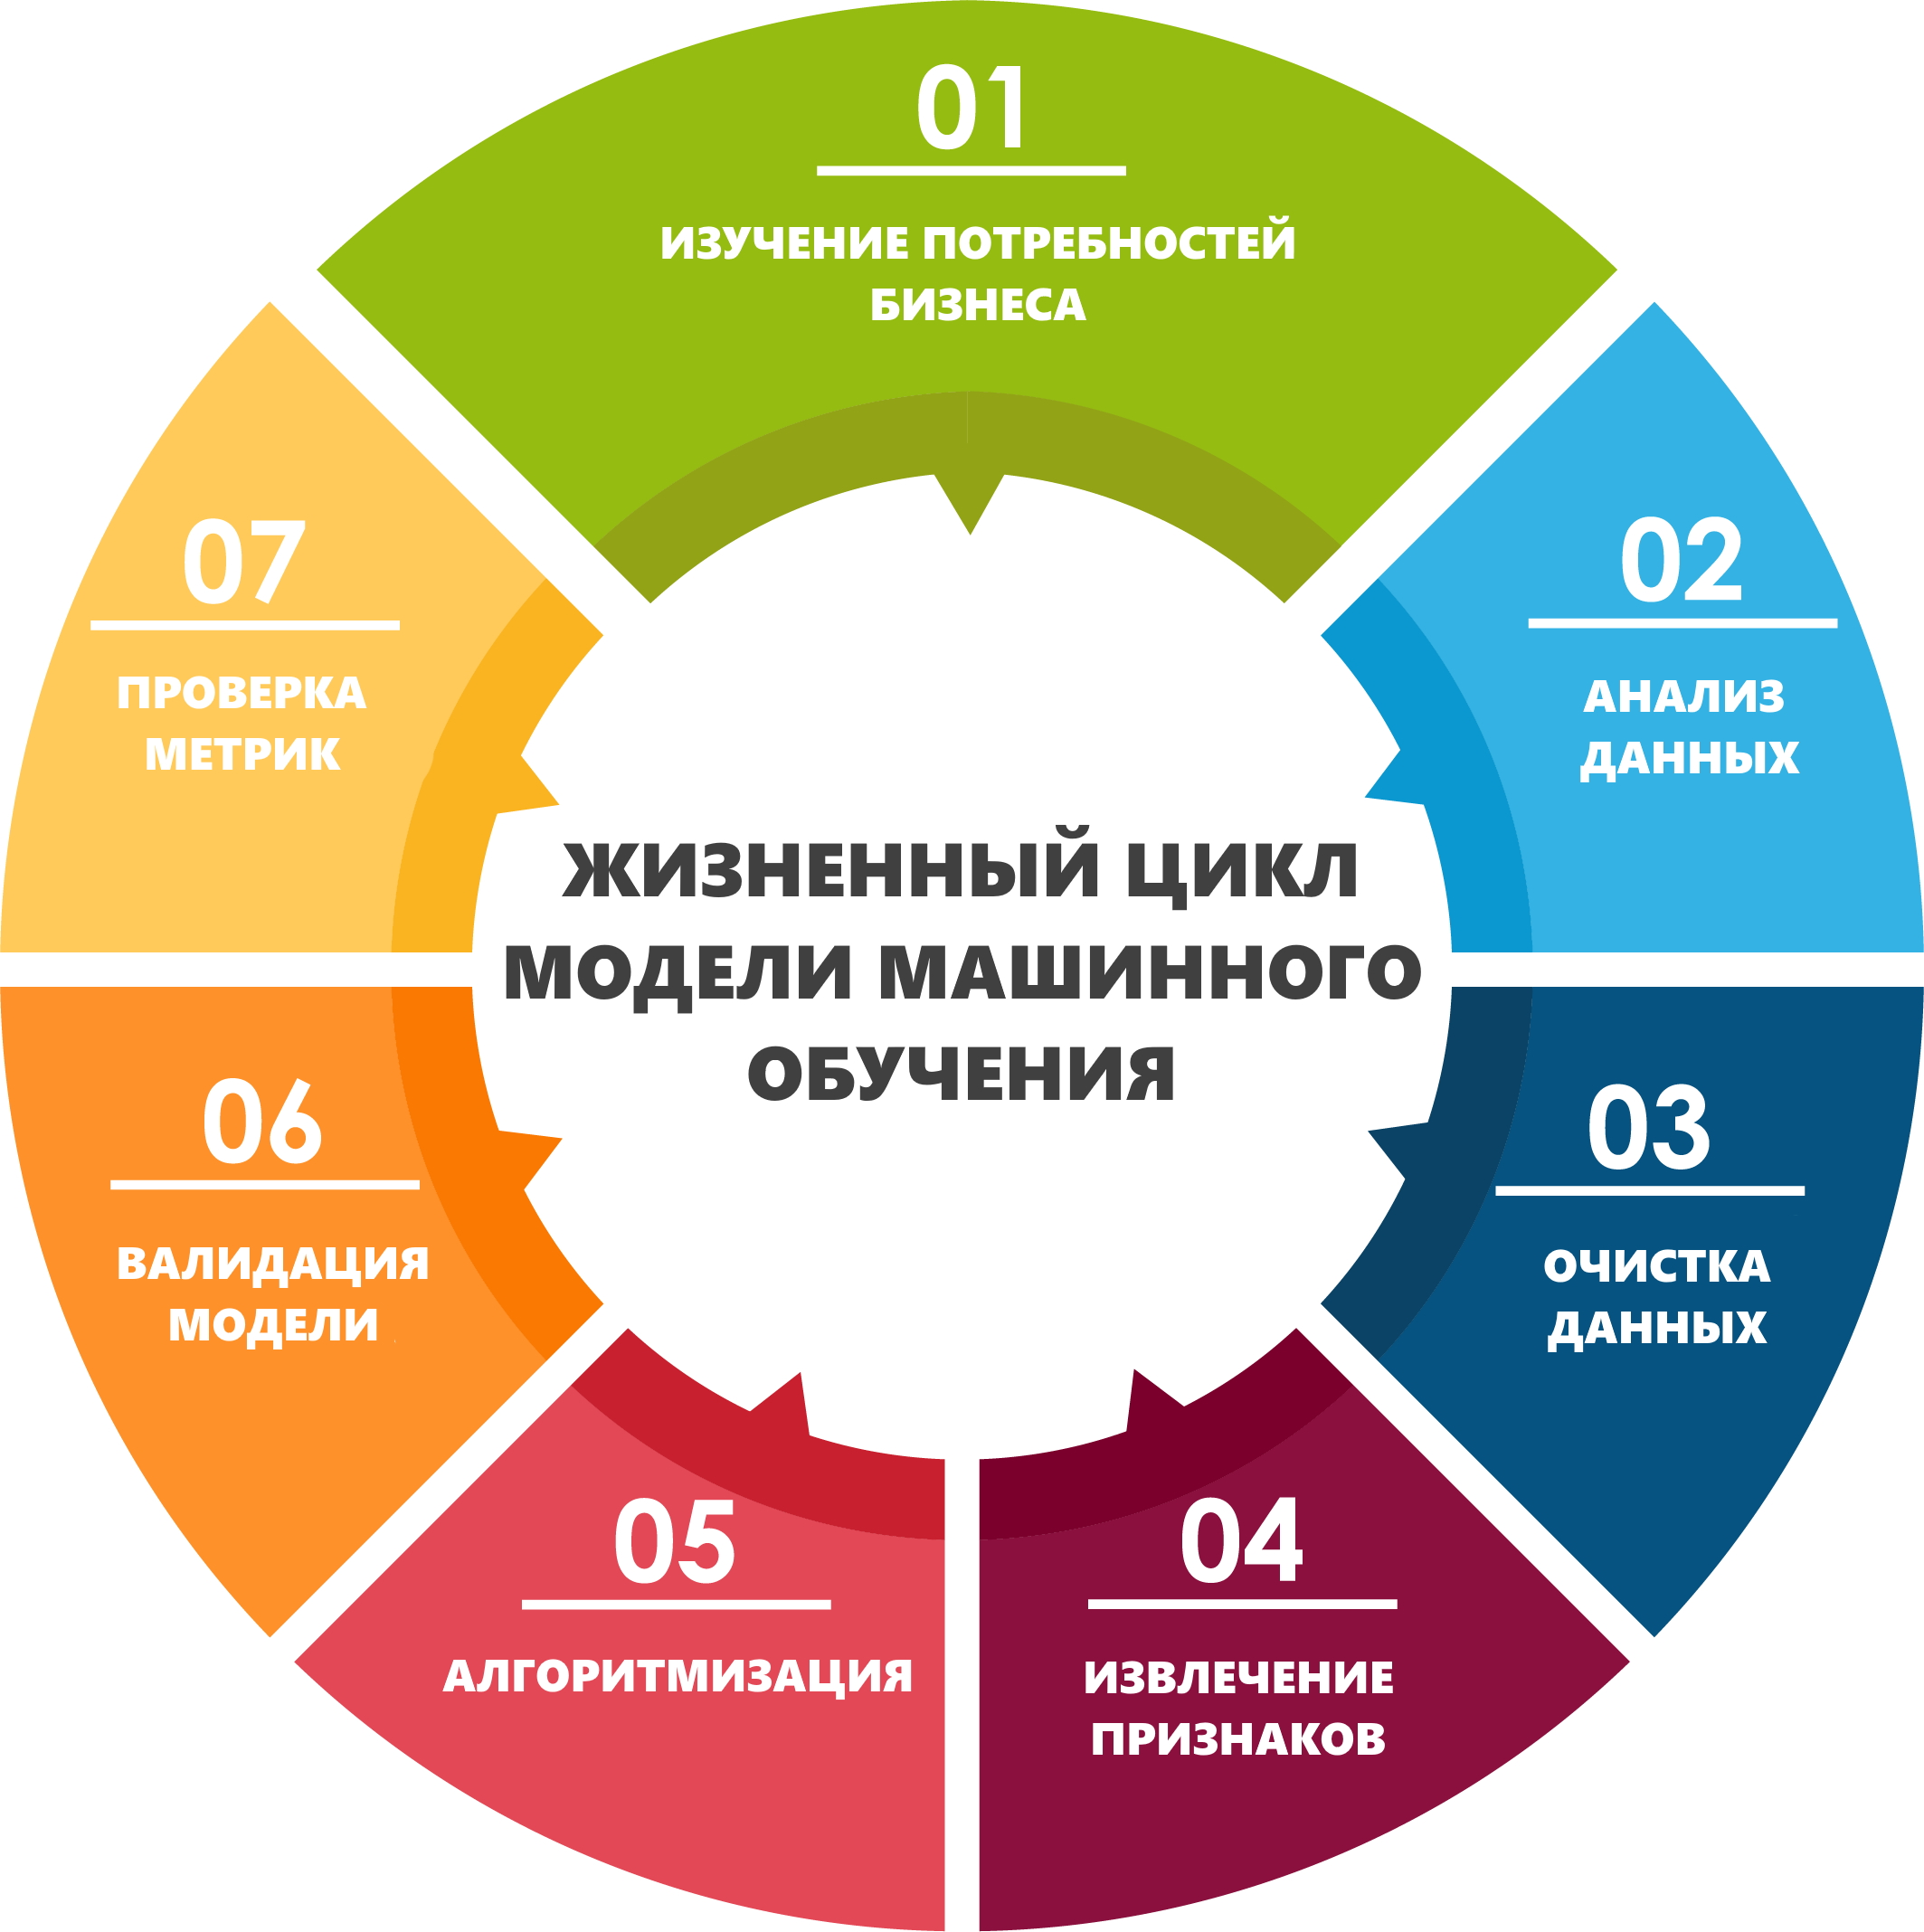 01
ИЗУЧЕНИЕ ПОТРЕБНОСТЕЙ
БИЗНЕСА
02
АНАЛИЗ
ДАННЫХ
03
ОЧИСТКА
ДАННЫХ
04
ИЗВЛЕЧЕНИЕ
ПРИЗНАКОВ
05
АЛГОРИТМИЗАЦИЯ
06
ВАЛИДАЦИЯ
МОДЕЛИ
07
ПРОВЕРКА
МЕТРИК
ЖИЗНЕННЫЙ ЦИКЛ
МОДЕЛИ МАШИННОГО
ОБУЧЕНИЯ